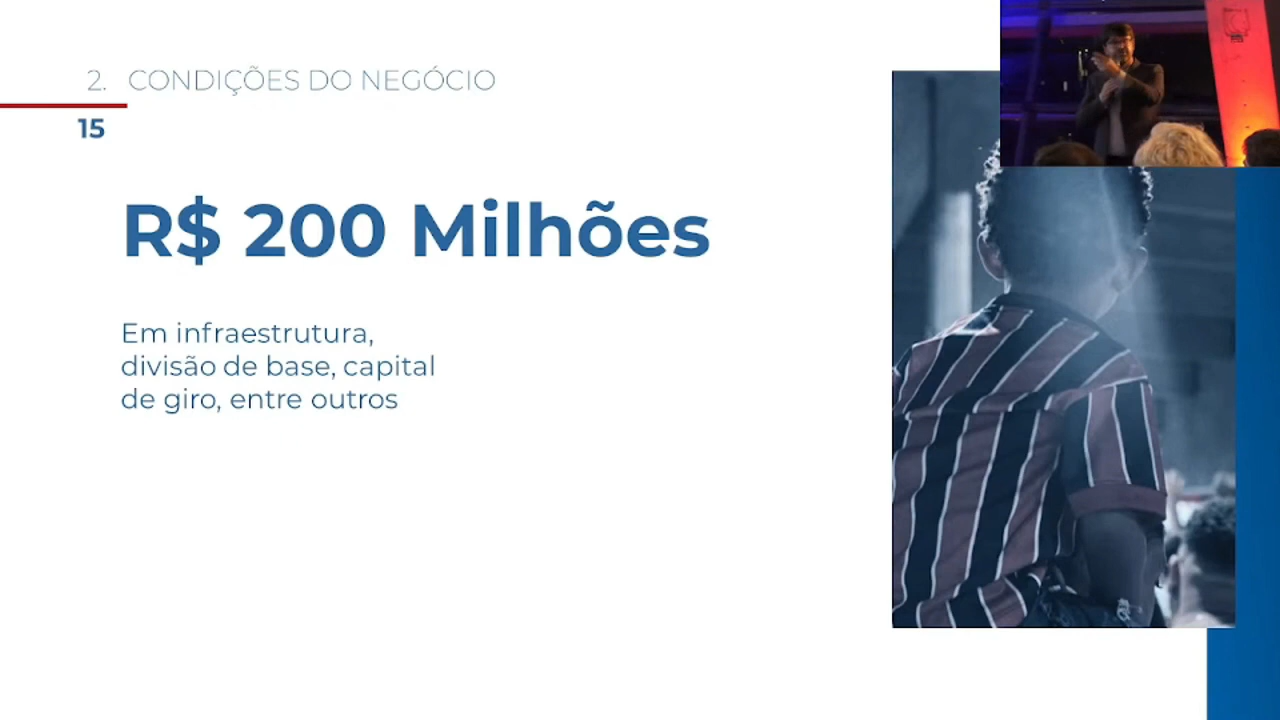 2. CONDIÇÕES DO NEGÓCIO
15
R$ 200 Milhões
Em infraestrutura,
divisão de base, capital
de giro, entre outros